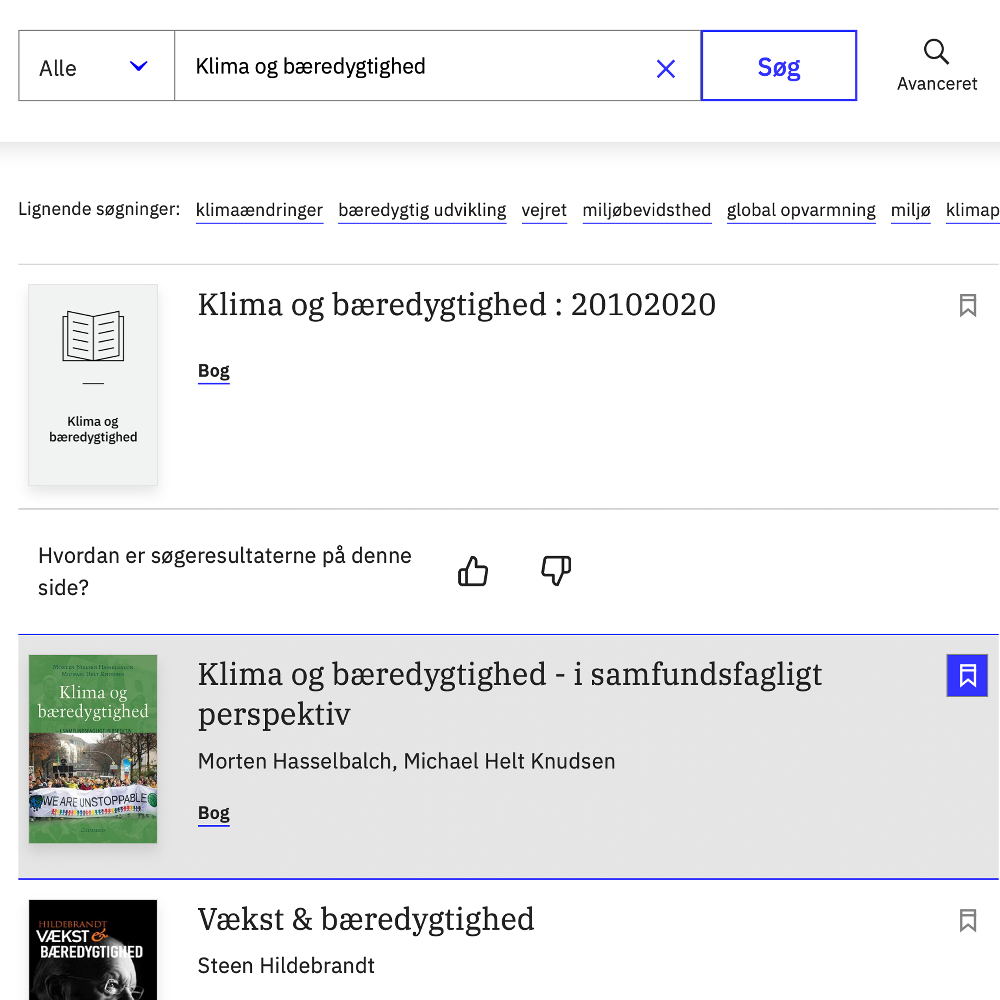 Alle
Klima og bæredygtighed
Søg
Avanceret
Lignende søgninger: klimaændringer bæredygtig udvikling vejret miljøbevidsthed global opvarmning miljø klimap
Klima og bæredygtighed : 20102020
Bog
Klima og
bæredygtighed
Hvordan er søgeresultaterne på denne
side?
Morten Nielsen Hasselbalch
Michael Helt Knudsen
Klima og
bæredygtighed
– I SAMFUNDSFAGLIGT PERSPEKTIV
WE ARE UNSTOPPABLE
Columbus
Klima og bæredygtighed - i samfundsfagligt
perspektiv
Morten Hasselbalch, Michael Helt Knudsen
Bog
HILDEBRANDT
VÆKST &
BÆREDYGTIGHED
Vækst & bæredygtighed
Steen Hildebrandt